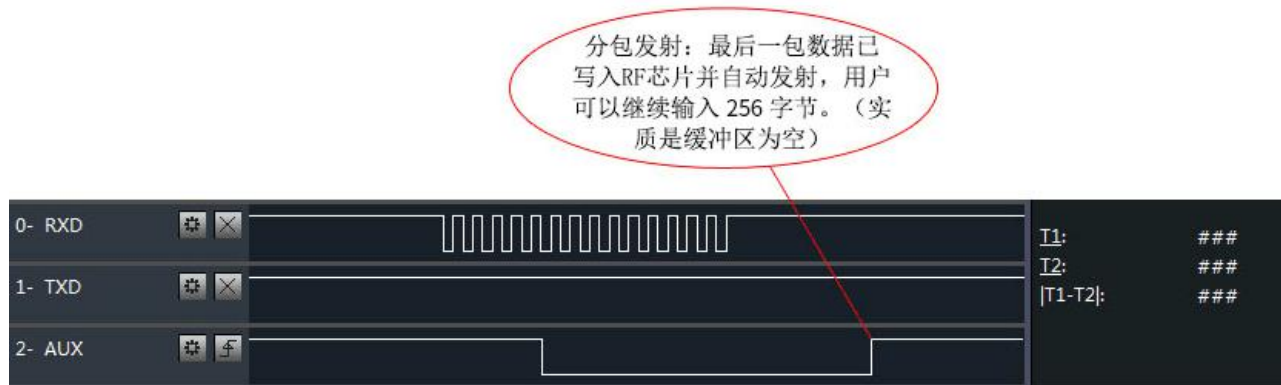 分包发射：最后一包数据已
写入RF芯片并自动发射，用户
可以继续输入 256 字节。（实
质是缓冲区为空）
0- RXD
T1: ###
1- TXD
T2: ###
|T1-T2|: ###
2- AUX